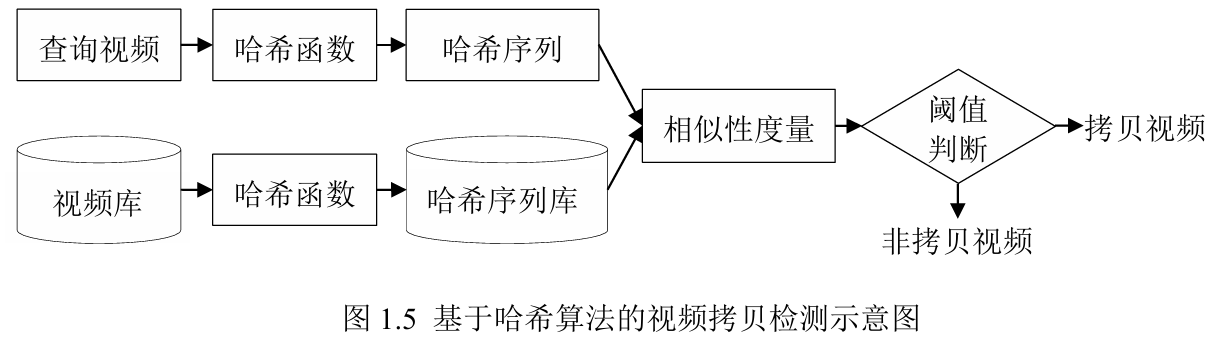 查询视频
哈希函数
哈希序列
相似性度量
阈值
判断
拷贝视频
视频库
哈希函数
哈希序列库
非拷贝视频
图 1.5 基于哈希算法的视频拷贝检测示意图